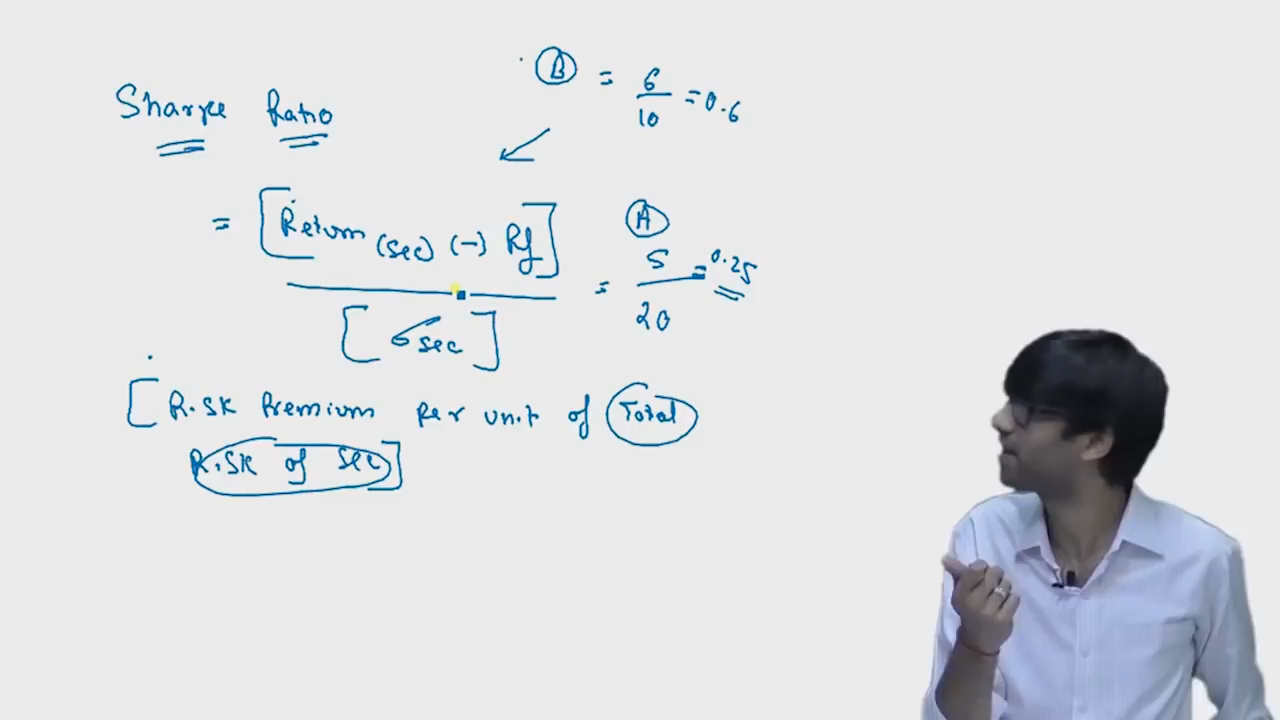 Sharpe Ratio
B = 6/10 = 0.6
= [Return (sec) (-) Rf] / [σ sec] = 5/20 = 0.25
A
[Risk Premium per unit of Total
Risk of sec]